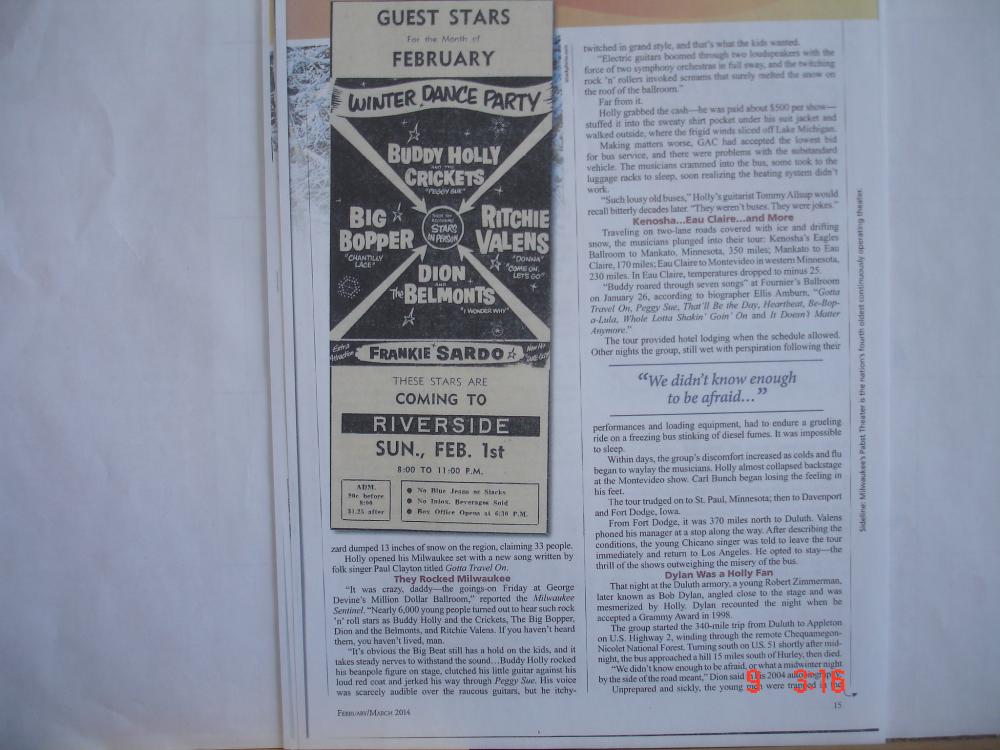 GUEST STARS
For the Month of
FEBRUARY
WINTER DANCE PARTY
BUDDY HOLLY
AND THE
CRICKETS
"PEGGY SUE"
BIG
BOPPER
"CHANTILLY
LACE"
STARS
IN PERSON
RITCHIE
VALENS
"DONNA"
"COME ON,
LET'S GO"
DION
AND
The BELMONTS
"I WONDER WHY"
Extra
Attraction
FRANKIE SARDO
THESE STARS ARE
COMING TO
RIVERSIDE
SUN., FEB. 1st
8:00 TO 11:00 P.M.
ADM.
90c before
8:00
$1.25 after
● No Blue Jeans or Slacks
● No Intox. Beverages Sold
● Box Office Opens at 6:30 P.M.
zard dumped 13 inches of snow on the region, claiming 33 people.
Holly opened his Milwaukee set with a new song written by
folk singer Paul Clayton titled Gotta Travel On.
They Rocked Milwaukee
"It was crazy, daddy—the goings-on Friday at George
Devine's Million Dollar Ballroom," reported the Milwaukee
Sentinel. "Nearly 6,000 young people turned out to hear such rock
'n' roll stars as Buddy Holly and the Crickets, The Big Bopper,
Dion and the Belmonts, and Ritchie Valens. If you haven't heard
them, you haven't lived, man.
"It's obvious the Big Beat still has a hold on the kids, and it
takes steady nerves to withstand the sound…Buddy Holly rocked
his beanpole figure on stage, clutched his little guitar against his
loud red coat and jerked his way through Peggy Sue. His voice
was scarcely audible over the raucous guitars, but he itchy-
twitched in grand style, and that's what the kids wanted.
"Electric guitars boomed through two loudspeakers with the
force of two symphony orchestras in full sway, and the twitching
rock 'n' rollers invoked screams that surely melted the snow on
the roof of the ballroom."
Far from it.
Holly grabbed the cash—he was paid about $500 per show—
stuffed it into the sweaty shirt pocket under his suit jacket and
walked outside, where the frigid winds sliced off Lake Michigan.
Making matters worse, GAC had accepted the lowest bid
for bus service, and there were problems with the substandard
vehicle. The musicians crammed into the bus, some took to the
luggage racks to sleep, soon realizing the heating system didn't
work.
"Such lousy old buses," Holly's guitarist Tommy Allsup would
recall bitterly decades later. "They weren't buses. They were jokes."
Kenosha…Eau Claire…and More
Traveling on two-lane roads covered with ice and drifting
snow, the musicians plunged into their tour: Kenosha's Eagles
Ballroom to Mankato, Minnesota, 350 miles; Mankato to Eau
Claire, 170 miles; Eau Claire to Montevideo in western Minnesota,
230 miles. In Eau Claire, temperatures dropped to minus 25.
"Buddy roared through seven songs" at Fournier's Ballroom
on January 26, according to biographer Ellis Amburn, "Gotta
Travel On, Peggy Sue, That'll Be the Day, Heartbeat, Be-Bop-
a-Lula, Whole Lotta Shakin' Goin' On and It Doesn't Matter
Anymore."
The tour provided hotel lodging when the schedule allowed.
Other nights the group, still wet with perspiration following their
"We didn't know enough
to be afraid…"
performances and loading equipment, had to endure a grueling
ride on a freezing bus stinking of diesel fumes. It was impossible
to sleep.
Within days, the group's discomfort increased as colds and flu
began to waylay the musicians. Holly almost collapsed backstage
at the Montevideo show. Carl Bunch began losing the feeling in
his feet.
The tour trudged on to St. Paul, Minnesota; then to Davenport
and Fort Dodge, Iowa.
From Fort Dodge, it was 370 miles north to Duluth. Valens
phoned his manager at a stop along the way. After describing the
conditions, the young Chicano singer was told to leave the tour
immediately and return to Los Angeles. He opted to stay—the
thrill of the shows outweighing the misery of the bus.
Dylan Was a Holly Fan
That night at the Duluth armory, a young Robert Zimmerman,
later known as Bob Dylan, angled close to the stage and was
mesmerized by Holly. Dylan recounted the night when he
accepted a Grammy Award in 1998.
The group started the 340-mile trip from Duluth to Appleton
on U.S. Highway 2, winding through the remote Chequamegon-
Nicolet National Forest. Turning south on U.S. 51 shortly after mid-
night, the bus approached a hill 15 miles south of Hurley, then died.
"We didn't know enough to be afraid, or what a midwinter night
by the side of the road meant," Dion said in his 2004 autobiography.
Unprepared and sickly, the young men were trapped in the
Sideline: Milwaukee's Pabst Theater is the nation's fourth oldest continuously operating theater.
FEBRUARY/MARCH 2014
15
9 3:16